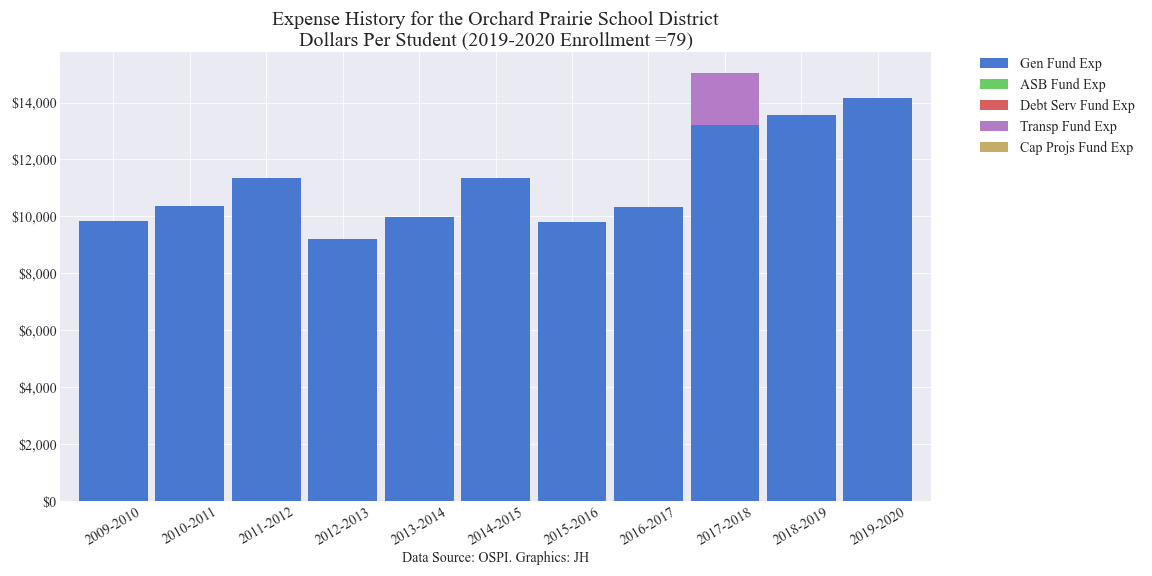 Expense History for the Orchard Prairie School District
Dollars Per Student (2019-2020 Enrollment =79)
Gen Fund Exp
ASB Fund Exp
Debt Serv Fund Exp
Transp Fund Exp
Cap Projs Fund Exp
$14,000
$12,000
$10,000
$8,000
$6,000
$4,000
$2,000
$0
2009-2010
2010-2011
2011-2012
2012-2013
2013-2014
2014-2015
2015-2016
2016-2017
2017-2018
2018-2019
2019-2020
Data Source: OSPI. Graphics: JH